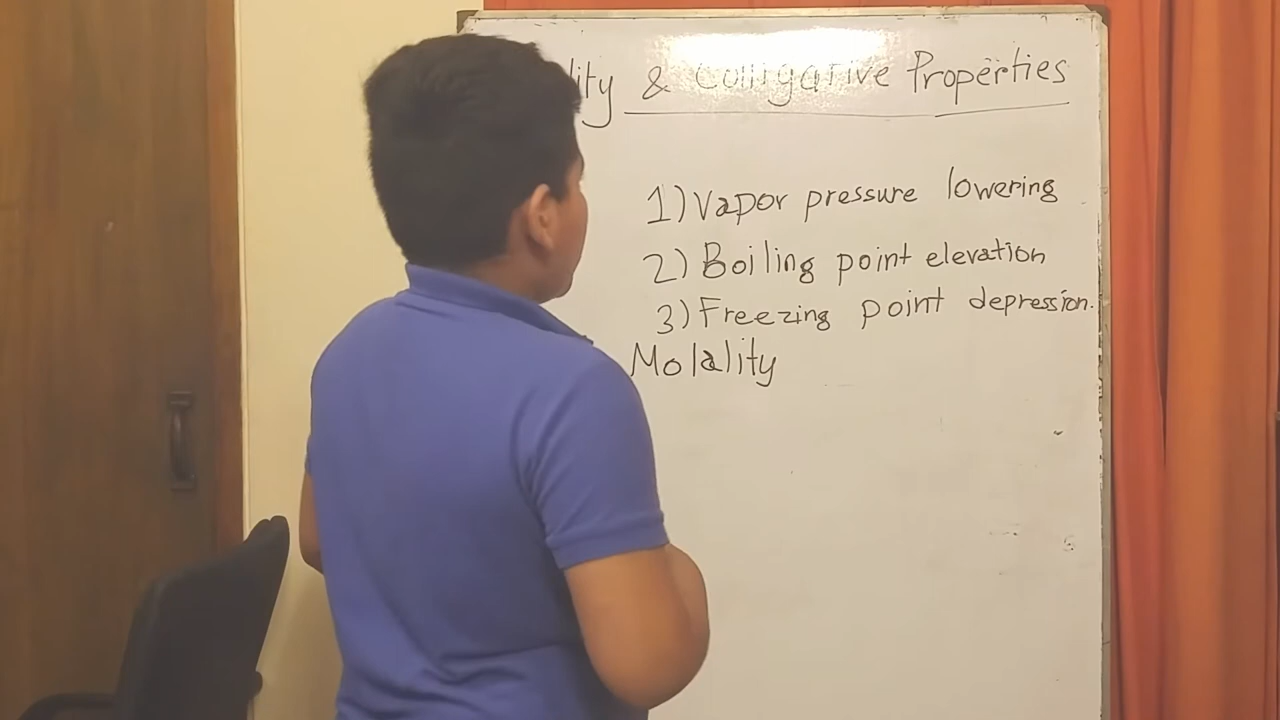 lity & Colligative Properties
1) Vapor pressure lowering
2) Boiling point elevation
3) Freezing point depression.
Molality